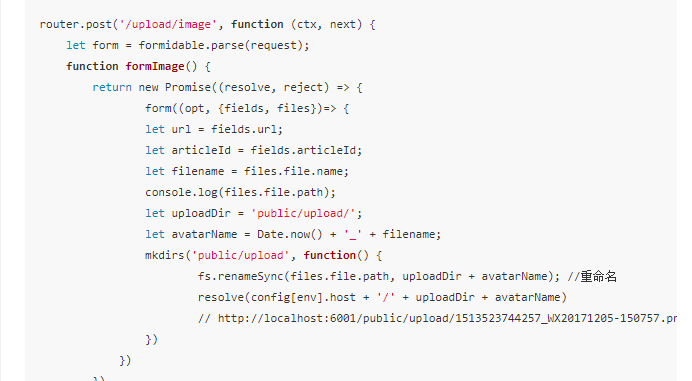 router.post('/upload/image', function (ctx, next) {
let form = formidable.parse(request);
function formImage() {
return new Promise((resolve, reject) => {
form((opt, {fields, files})=> {
let url = fields.url;
let articleId = fields.articleId;
let filename = files.file.name;
console.log(files.file.path);
let uploadDir = 'public/upload/';
let avatarName = Date.now() + '_' + filename;
mkdirs('public/upload', function() {
fs.renameSync(files.file.path, uploadDir + avatarName); //重命名
resolve(config[env].host + '/' + uploadDir + avatarName)
// http://localhost:6001/public/upload/1513523744257_WX20171205-150757.pn
})
})
})